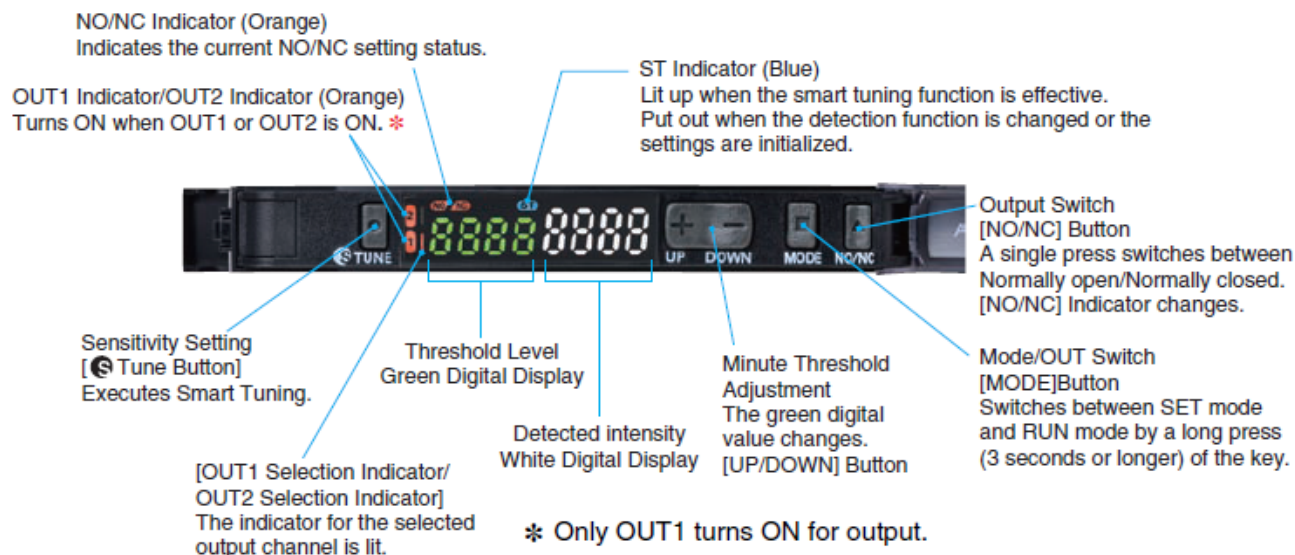 NO/NC Indicator (Orange)
Indicates the current NO/NC setting status.
OUT1 Indicator/OUT2 Indicator (Orange)
Turns ON when OUT1 or OUT2 is ON. ✻
ST Indicator (Blue)
Lit up when the smart tuning function is effective.
Put out when the detection function is changed or the
settings are initialized.
2
1
NO NC
ST
8888
8888
S TUNE
+ −
UP DOWN
MODE
NO/NC
A
Output Switch
[NO/NC] Button
A single press switches between
Normally open/Normally closed.
[NO/NC] Indicator changes.
Sensitivity Setting
[S Tune Button]
Executes Smart Tuning.
Threshold Level
Green Digital Display
Detected intensity
White Digital Display
Minute Threshold
Adjustment
The green digital
value changes.
[UP/DOWN] Button
Mode/OUT Switch
[MODE]Button
Switches between SET mode
and RUN mode by a long press
(3 seconds or longer) of the key.
[OUT1 Selection Indicator/
OUT2 Selection Indicator]
The indicator for the selected
output channel is lit.
✻ Only OUT1 turns ON for output.